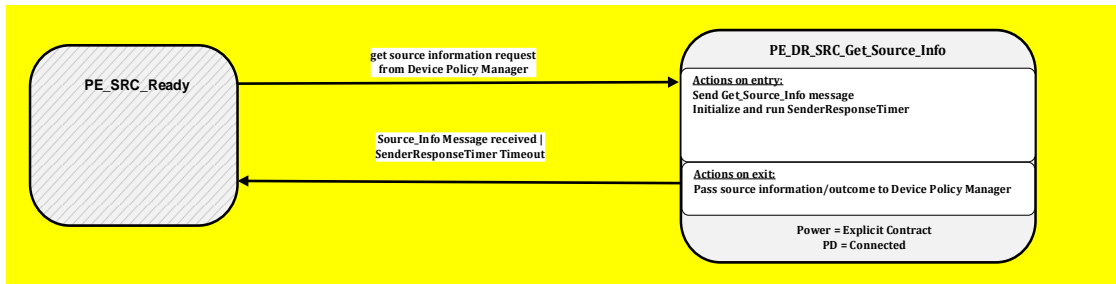 PE_SRC_Ready
get source information request
from Device Policy Manager
Source_Info Message received |
SenderResponseTimer Timeout
PE_DR_SRC_Get_Source_Info
Actions on entry:
Send Get_Source_Info message
Initialize and run SenderResponseTimer
Actions on exit:
Pass source information/outcome to Device Policy Manager
Power = Explicit Contract
PD = Connected